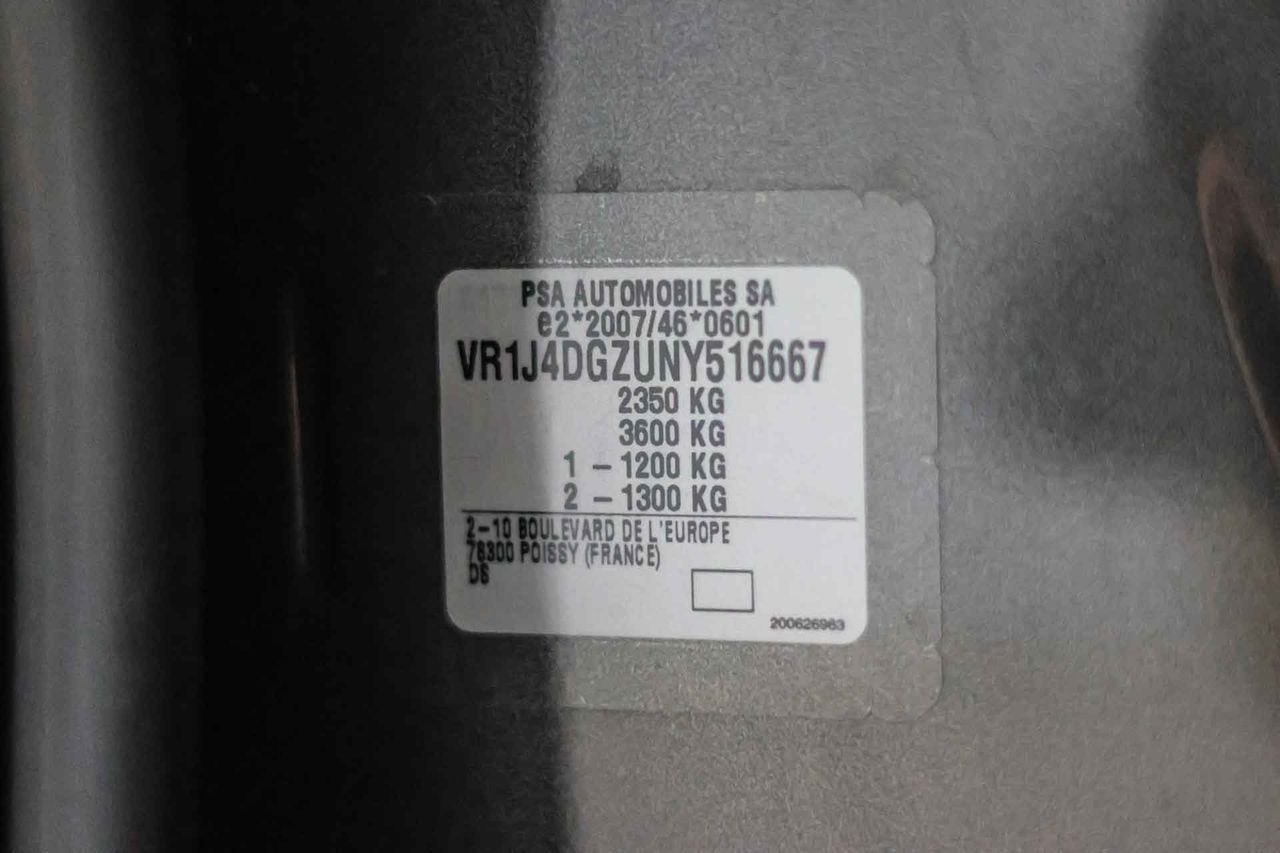 PSA AUTOMOBILES SA
e2*2007/46*0601
VR1J4DGZUNY516667
2350 KG
3600 KG
1 - 1200 KG
2 - 1300 KG
2-10 BOULEVARD DE L'EUROPE
78300 POISSY (FRANCE)
DS
200626963